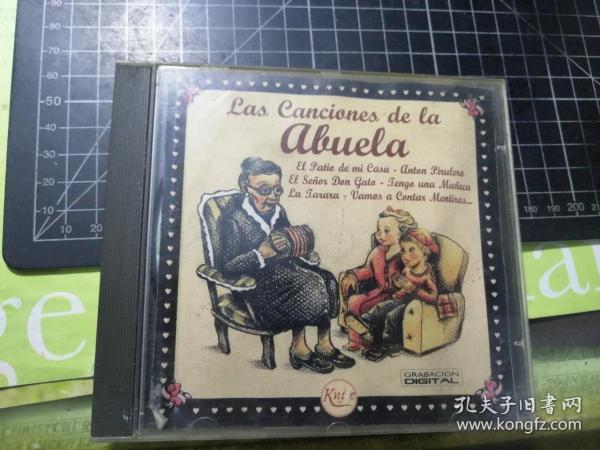 Las Canciones de la
Abuela
El Patio de mi Casa - Anton Pirulero
El Señor Don Gato - Tengo una Muñeca
La Tarara - Vamos a Contar Mentiras...
GRABACION
DIGITAL
孔夫子旧书网
www.kongfz.com